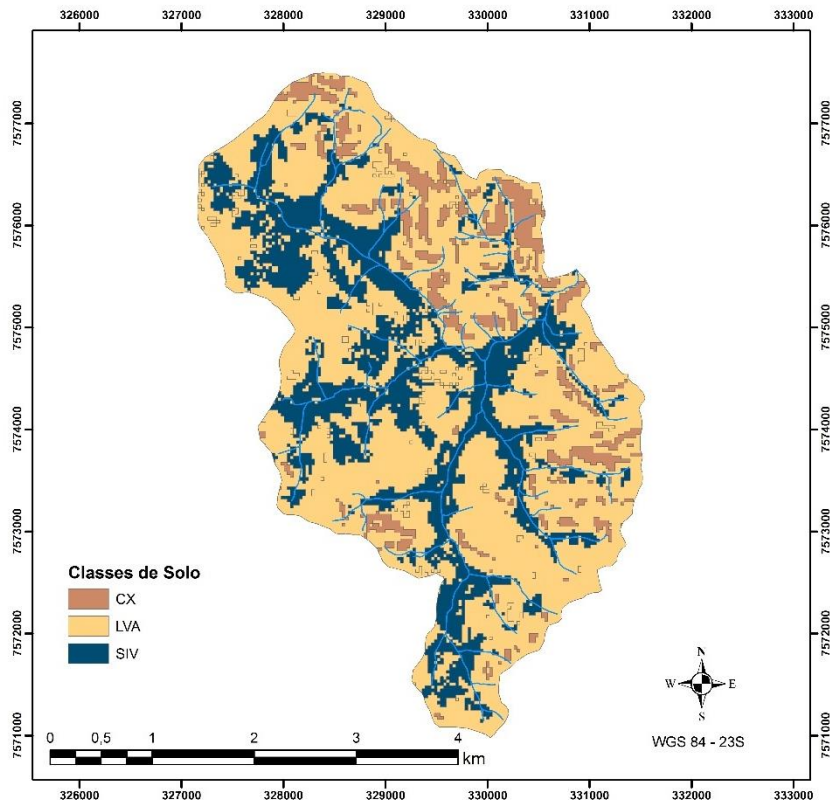 326000 327000 328000 329000 330000 331000 332000 333000
7577000 7577000
7576000 7576000
7575000 7575000
7574000 7574000
7573000 7573000
7572000 7572000
7571000 7571000
Classes de Solo
CX
LVA
SIV
N
W E
S
WGS 84 - 23S
0 0,5 1 2 3 4
km
326000 327000 328000 329000 330000 331000 332000 333000